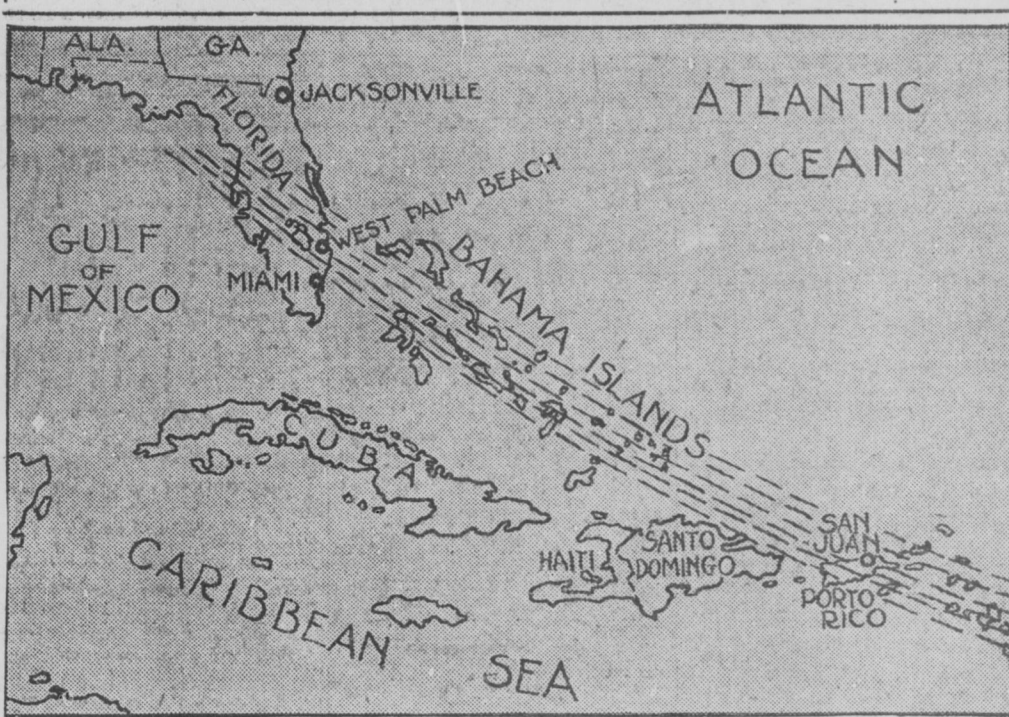 ALA.
GA.
JACKSONVILLE
FLORIDA
ATLANTIC
OCEAN
WEST PALM BEACH
GULF
OF
MEXICO
MIAMI
BAHAMA ISLANDS
CUBA
SAN
JUAN
HAITI
SANTO
DOMINGO
PORTO
RICO
CARIBBEAN
SEA